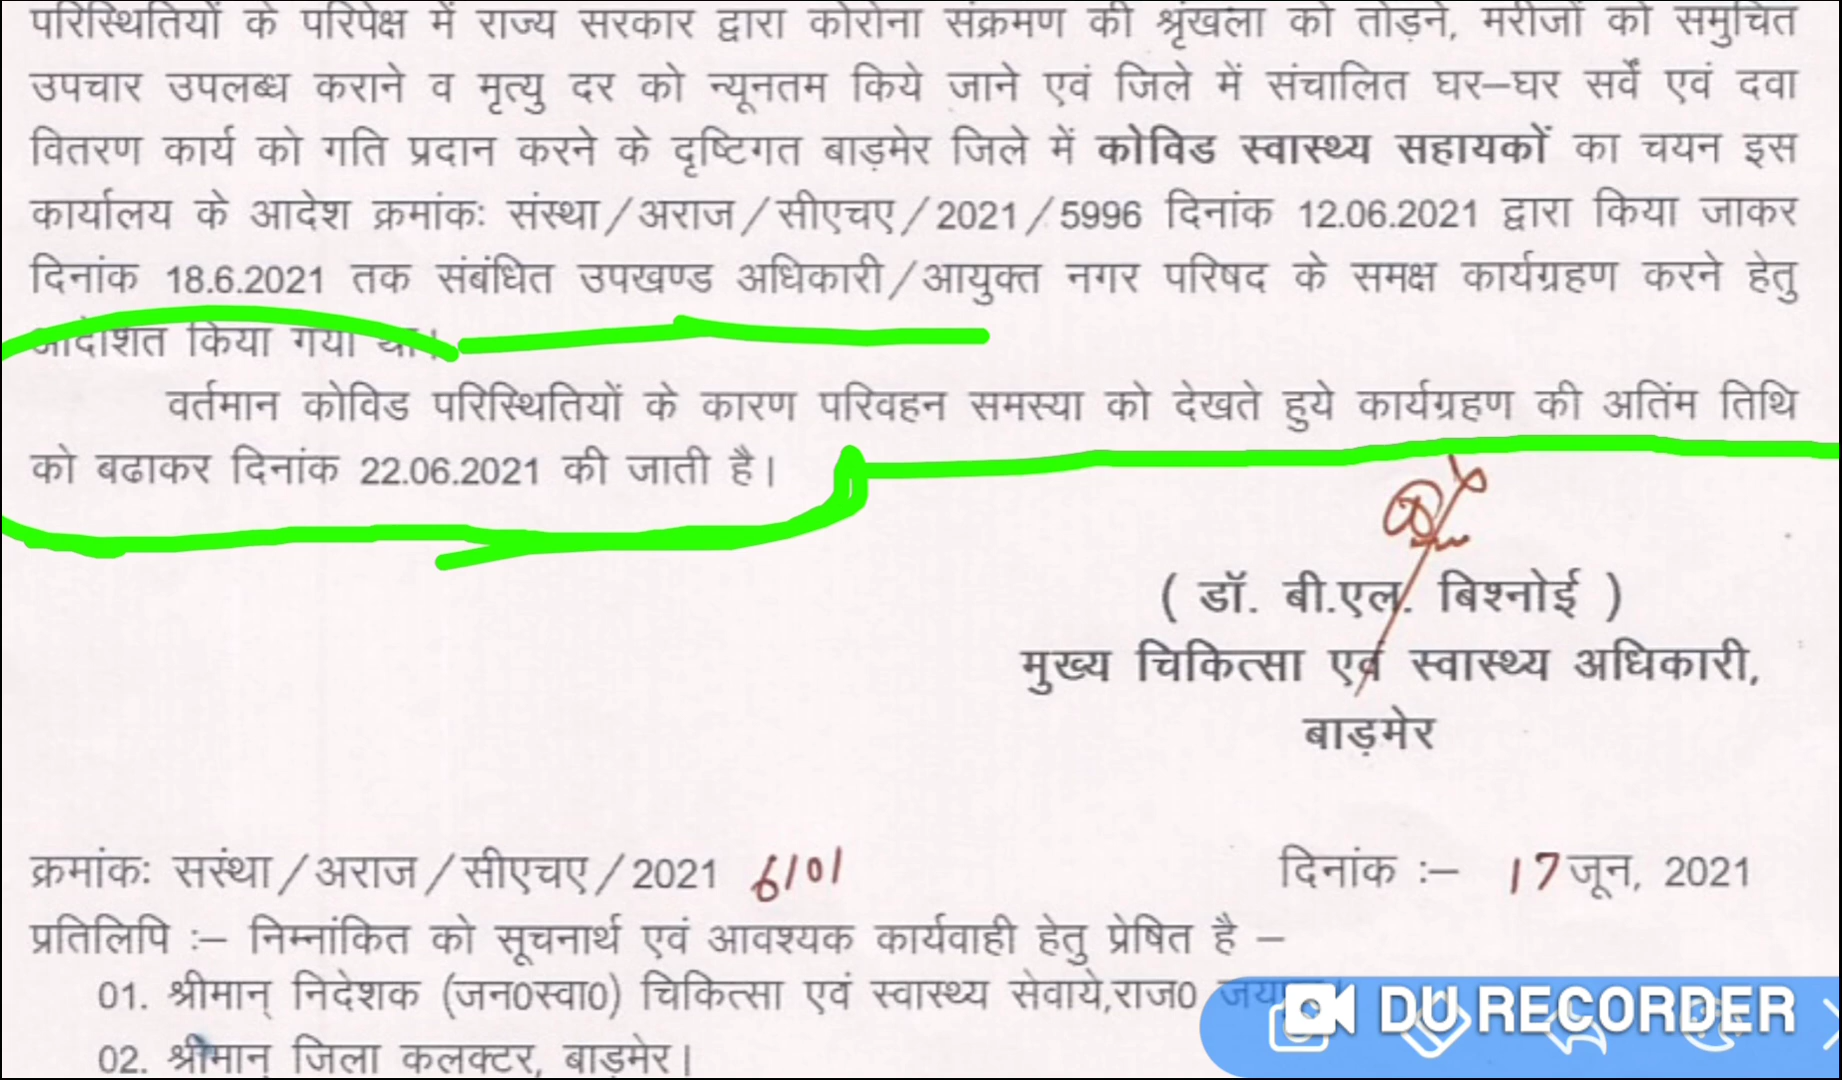 परिस्थितियों के परिपेक्ष में राज्य सरकार द्वारा कोरोना संक्रमण की श्रृंखला को तोड़ने, मरीजों को समुचित
उपचार उपलब्ध कराने व मृत्यु दर को न्यूनतम किये जाने एवं जिले में संचालित घर–घर सर्वे एवं दवा
वितरण कार्य को गति प्रदान करने के दृष्टिगत बाड़मेर जिले में कोविड स्वास्थ्य सहायकों का चयन इस
कार्यालय के आदेश क्रमांकः संस्था/अराज/सीएचए/2021/5996 दिनांक 12.06.2021 द्वारा किया जाकर
दिनांक 18.6.2021 तक संबंधित उपखण्ड अधिकारी/आयुक्त नगर परिषद के समक्ष कार्यग्रहण करने हेतु
आदेशित किया गया था।
वर्तमान कोविड परिस्थितियों के कारण परिवहन समस्या को देखते हुये कार्यग्रहण की अतिंम तिथि
को बढाकर दिनांक 22.06.2021 की जाती है।
( डॉ. बी.एल. बिश्नोई )
मुख्य चिकित्सा एवं स्वास्थ्य अधिकारी,
बाड़मेर
क्रमांकः सस्ंथा/अराज/सीएचए/2021 6101 दिनांक :– 17 जून, 2021
प्रतिलिपि :– निम्नांकित को सूचनार्थ एवं आवश्यक कार्यवाही हेतु प्रेषित है –
01. श्रीमान् निदेशक (जन0स्वा0) चिकित्सा एवं स्वास्थ्य सेवाये,राज0
02. श्रीमान् जिला कलक्टर, बाड़मेर।
DU RECORDER